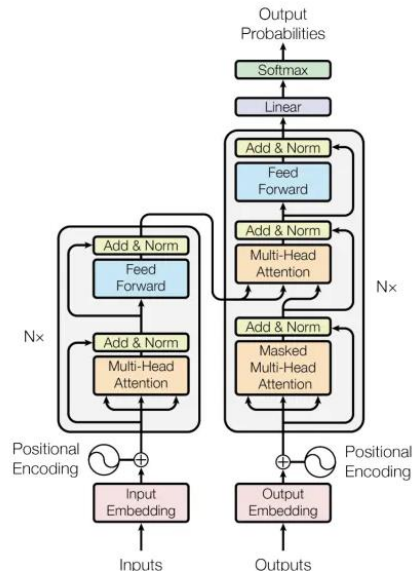 Output
Probabilities
Softmax
Linear
Add & Norm
Feed
Forward
Add & Norm
Multi-Head
Attention
Add & Norm
Masked
Multi-Head
Attention
N×
Positional
Encoding
Output
Embedding
Outputs
Add & Norm
Feed
Forward
N×
Add & Norm
Multi-Head
Attention
Positional
Encoding
Input
Embedding
Inputs